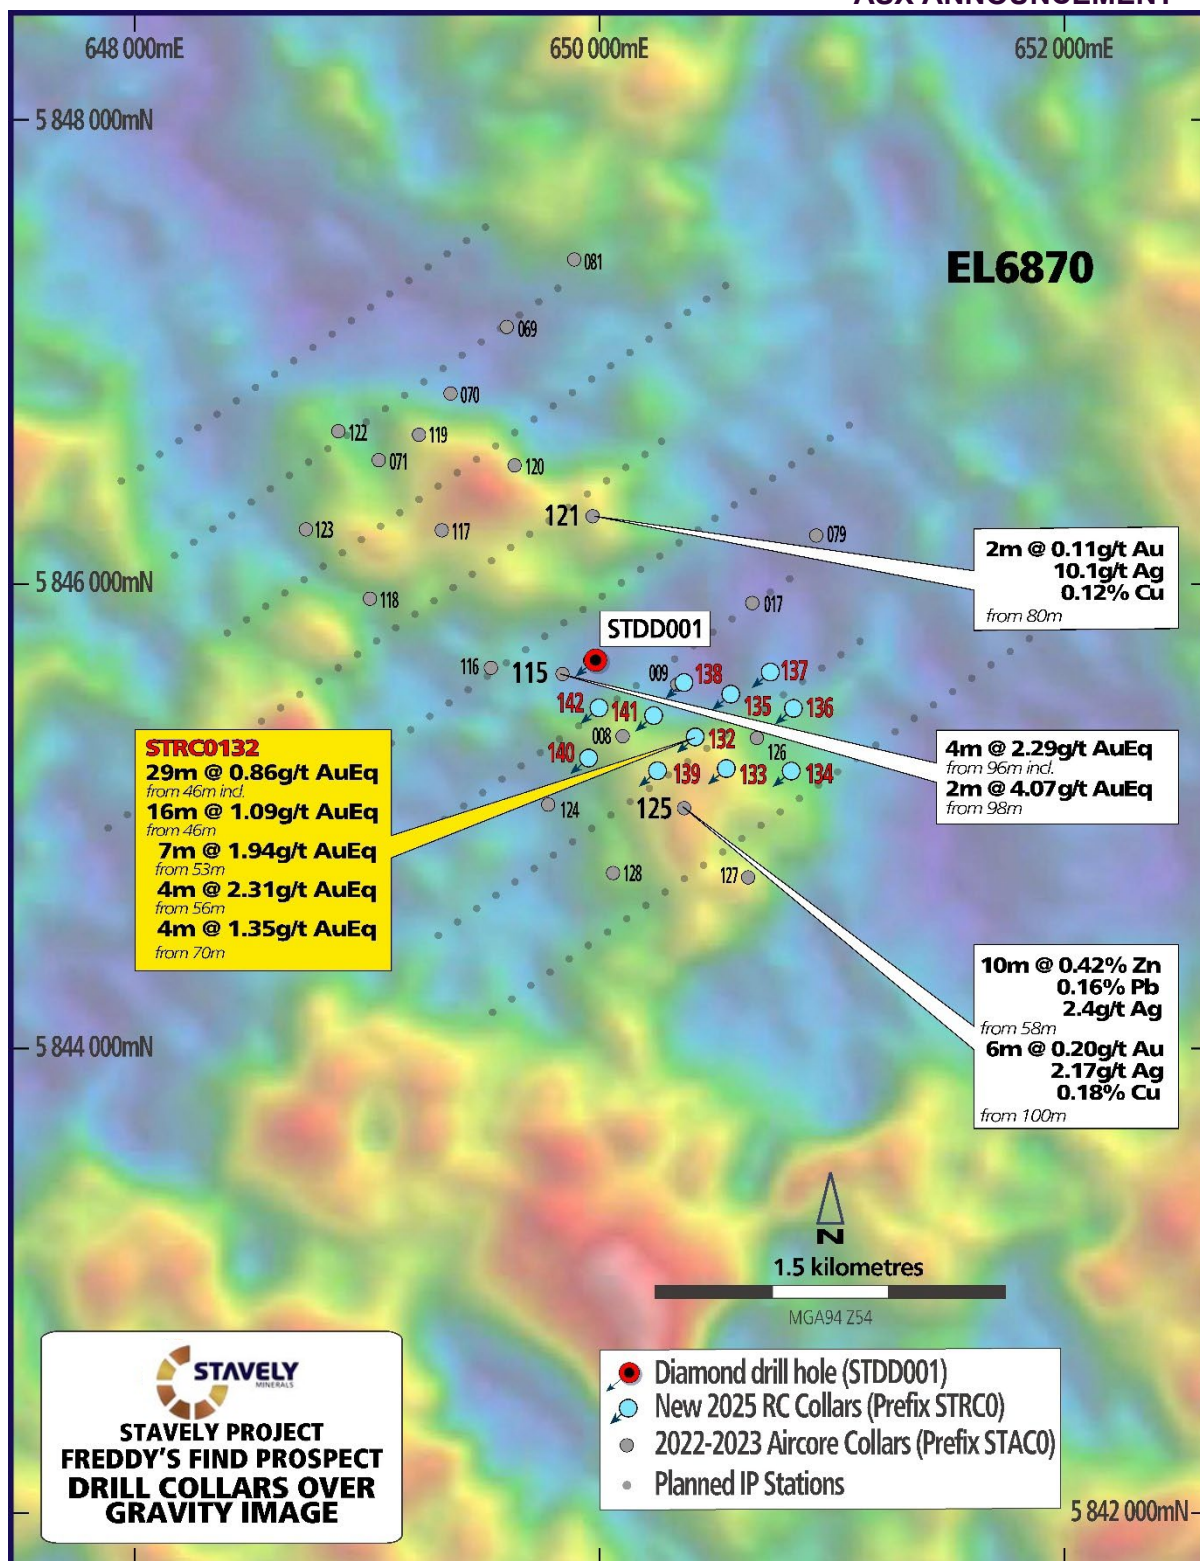 ASX ANNOUNCEMENT
648 000mE
650 000mE
652 000mE
5 848 000mN
EL6870
081
069
070
122
119
071
120
121
123
117
079
2m @ 0.11g/t Au
10.1g/t Ag
0.12% Cu
from 80m
5 846 000mN
118
017
STDD001
116
115
009
138
137
142
141
135
136
008
132
126
140
139
133
134
STRC0132
29m @ 0.86g/t AuEq
from 46m incl.
16m @ 1.09g/t AuEq
from 46m
7m @ 1.94g/t AuEq
from 53m
4m @ 2.31g/t AuEq
from 56m
4m @ 1.35g/t AuEq
from 70m
4m @ 2.29g/t AuEq
from 96m incl.
2m @ 4.07g/t AuEq
from 98m
124
125
128
127
10m @ 0.42% Zn
0.16% Pb
2.4g/t Ag
from 58m
6m @ 0.20g/t Au
2.17g/t Ag
0.18% Cu
from 100m
5 844 000mN
N
1.5 kilometres
MGA94 Z54
STAVELY
MINERALS
STAVELY PROJECT
FREDDY'S FIND PROSPECT
DRILL COLLARS OVER
GRAVITY IMAGE
Diamond drill hole (STDD001)
New 2025 RC Collars (Prefix STRC0)
2022-2023 Aircore Collars (Prefix STAC0)
Planned IP Stations
5 842 000mN